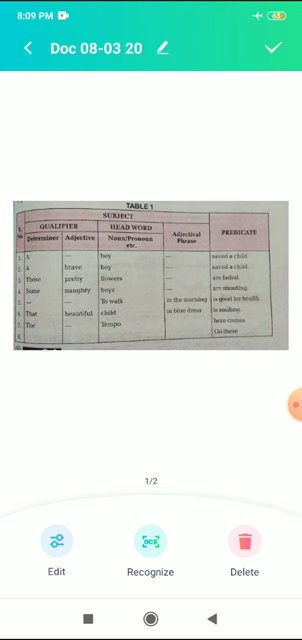 8:09 PM
63
Doc 08-03 20
TABLE 1
SUBJECT
PREDICATE
QUALIFIER HEAD WORD Adjectival Phrase
Determiner Adjective Noun/Pronoun etc.
1. A — boy — saved a child.
2. A brave boy — saved a child.
3. These pretty flowers — are faded.
4. Some naughty boys — are shouting.
5. — — To walk in the morning is good for health.
6. That beautiful child in blue dress is smiling.
7. The — Tempo here comes
8. Go there
1/2
OCR
Edit Recognize Delete